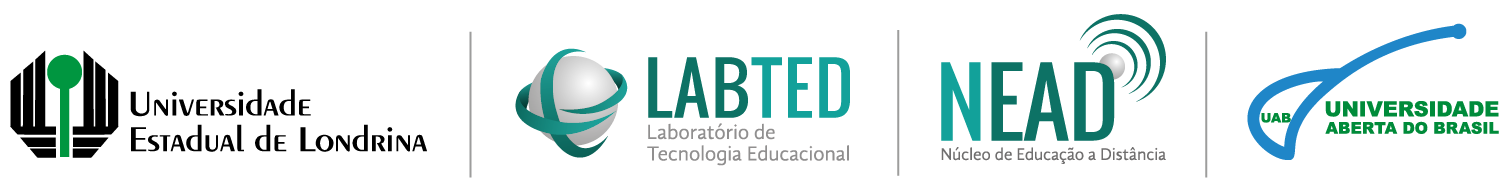 Universidade
Estadual de Londrina
LABTED
Laboratório de
Tecnologia Educacional
NEAD
Núcleo de Educação a Distância
UAB
UNIVERSIDADE
ABERTA DO BRASIL